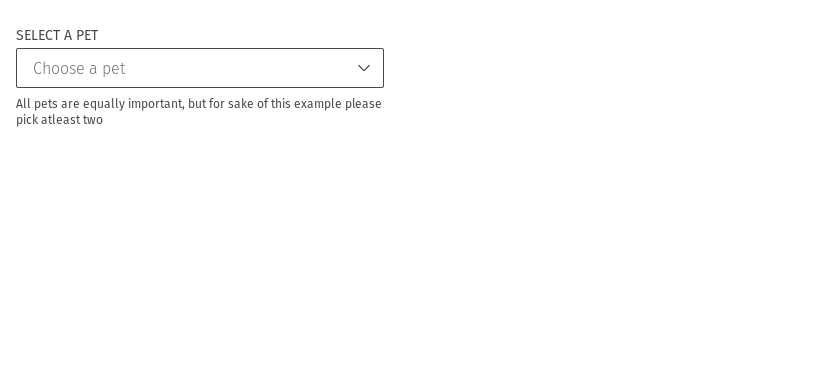 SELECT A PET
Choose a pet
All pets are equally important, but for sake of this example please
pick atleast two